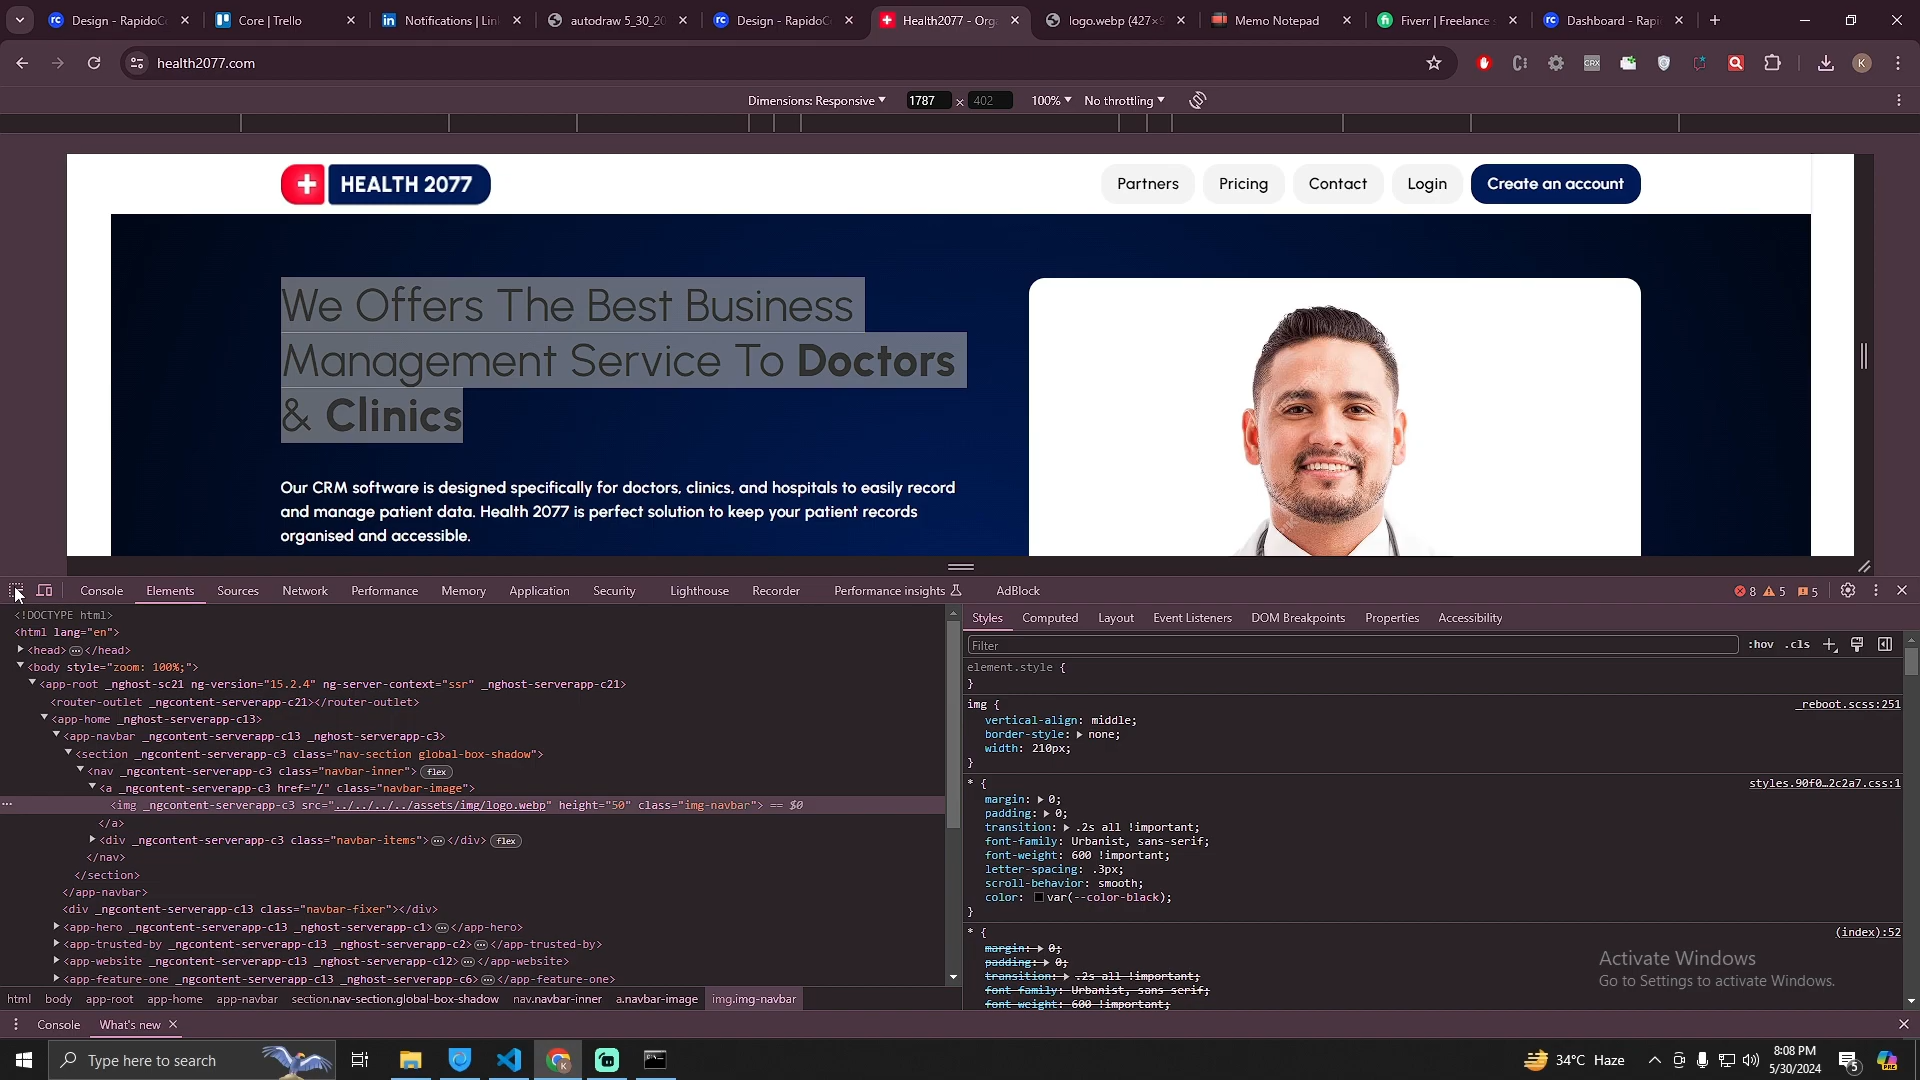 Design - RapidoC
Core | Trello
Notifications | Lin
autodraw 5_30_20
Design - RapidoC
Health2077 - Org
logo.webp (427×9
Memo Notepad
Fiverr | Freelance
Dashboard - Rapi
health2077.com
CRX
K
Dimensions: Responsive
1787 × 402
100%
No throttling
HEALTH 2077
Partners
Pricing
Contact
Login
Create an account
We Offers The Best Business
Management Service To Doctors
& Clinics
Our CRM software is designed specifically for doctors, clinics, and hospitals to easily record
and manage patient data. Health 2077 is perfect solution to keep your patient records
organised and accessible.
Console Elements Sources Network Performance Memory Application Security Lighthouse Recorder Performance insights AdBlock
8 5 5
<!DOCTYPE html>
<html lang="en">
<head> … </head>
<body style="zoom: 100%;">
<app-root _nghost-sc21 ng-version="15.2.4" ng-server-context="ssr" _nghost-serverapp-c21>
<router-outlet _ngcontent-serverapp-c21></router-outlet>
<app-home _nghost-serverapp-c13>
<app-navbar _ngcontent-serverapp-c13 _nghost-serverapp-c3>
<section _ngcontent-serverapp-c3 class="nav-section global-box-shadow">
<nav _ngcontent-serverapp-c3 class="navbar-inner"> flex
<a _ngcontent-serverapp-c3 href="/" class="navbar-image">
… <img _ngcontent-serverapp-c3 src="../../../../assets/img/logo.webp" height="50" class="img-navbar"> == $0
</a>
<div _ngcontent-serverapp-c3 class="navbar-items"> … </div> flex
</nav>
</section>
</app-navbar>
<div _ngcontent-serverapp-c13 class="navbar-fixer"></div>
<app-hero _ngcontent-serverapp-c13 _nghost-serverapp-c1> … </app-hero>
<app-trusted-by _ngcontent-serverapp-c13 _nghost-serverapp-c2> … </app-trusted-by>
<app-website _ngcontent-serverapp-c13 _nghost-serverapp-c12> … </app-website>
<app-feature-one _ngcontent-serverapp-c13 _nghost-serverapp-c6> … </app-feature-one>
html body app-root app-home app-navbar section.nav-section.global-box-shadow nav.navbar-inner a.navbar-image img.img-navbar
Styles Computed Layout Event Listeners DOM Breakpoints Properties Accessibility
Filter
:hov .cls
element.style {
}
img {
_reboot.scss:251
vertical-align: middle;
border-style: none;
width: 210px;
}
* {
styles.90f0…2c2a7.css:1
margin: 0;
padding: 0;
transition: .2s all !important;
font-family: Urbanist, sans-serif;
font-weight: 600 !important;
letter-spacing: .3px;
scroll-behavior: smooth;
color: var(--color-black);
}
* {
(index):52
margin: 0;
padding: 0;
transition: .2s all !important;
font-family: Urbanist, sans-serif;
font-weight: 600 !important;
Activate Windows
Go to Settings to activate Windows.
Console
What's new
Type here to search
K
34°C Haze
8:08 PM
5/30/2024
5
PRE